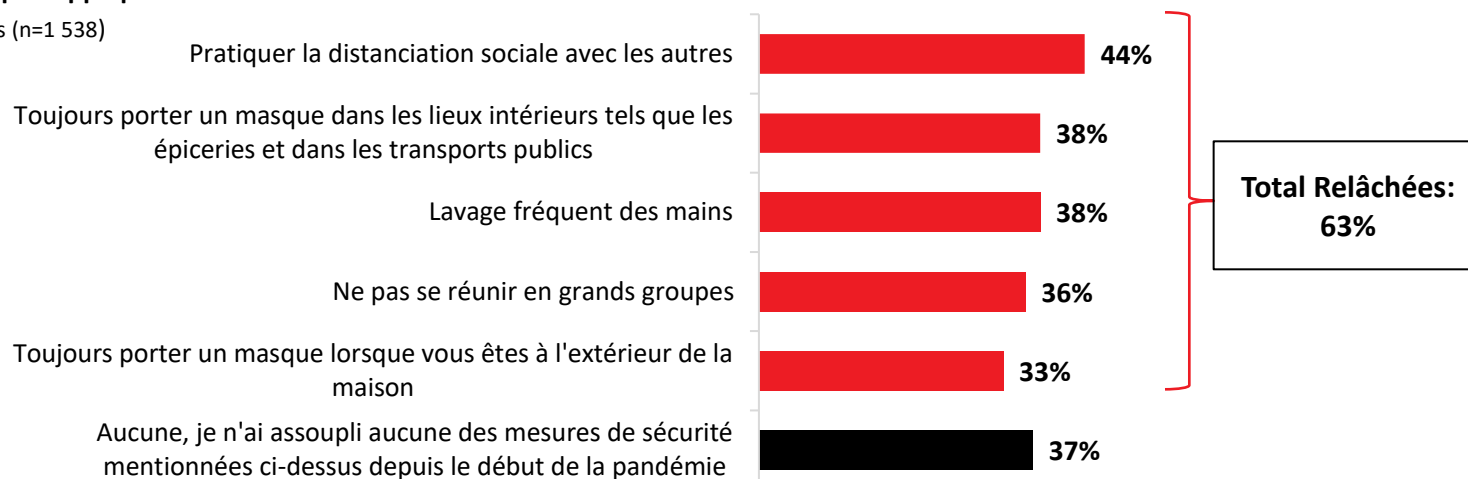 s (n=1 538)
Pratiquer la distanciation sociale avec les autres
44%
Toujours porter un masque dans les lieux intérieurs tels que les
épiceries et dans les transports publics
38%
Lavage fréquent des mains
38%
Ne pas se réunir en grands groupes
36%
Toujours porter un masque lorsque vous êtes à l'extérieur de la
maison
33%
Aucune, je n'ai assoupli aucune des mesures de sécurité
mentionnées ci-dessus depuis le début de la pandémie
37%
Total Relâchées:
63%